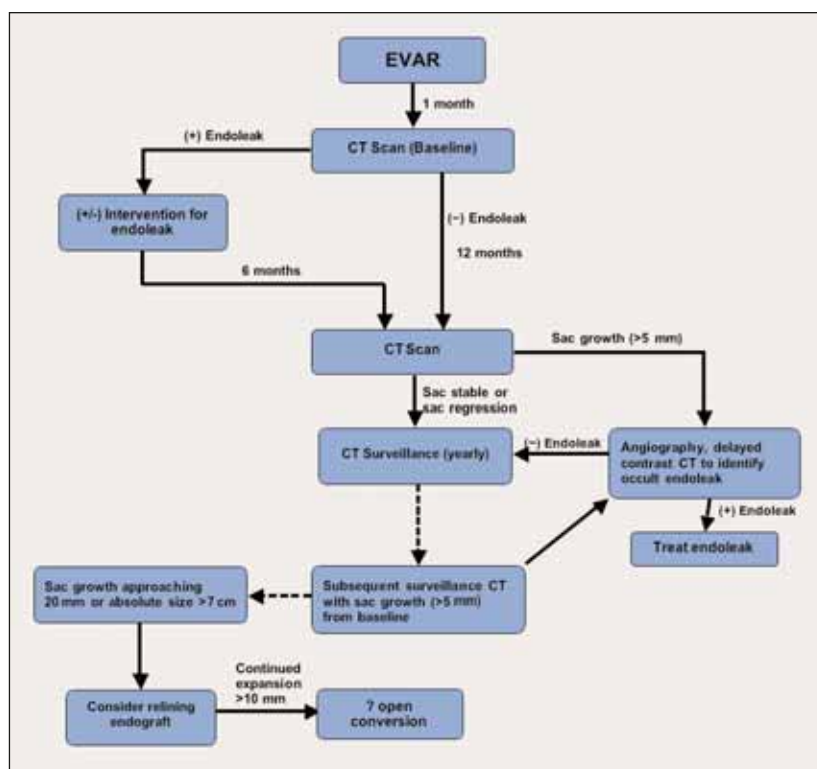 EVAR
1 month
(+) Endoleak
CT Scan (Baseline)
(+/-) Intervention for
endoleak
(−) Endoleak
12 months
6 months
CT Scan
Sac growth (>5 mm)
Sac stable or
sac regression
CT Surveillance (yearly)
(−) Endoleak
Angiography, delayed
contrast CT to identify
occult endoleak
(+) Endoleak
Treat endoleak
Sac growth approaching
20 mm or absolute size >7 cm
Subsequent surveillance CT
with sac growth (>5 mm)
from baseline
Continued
expansion
>10 mm
Consider relining
endograft
? open
conversion